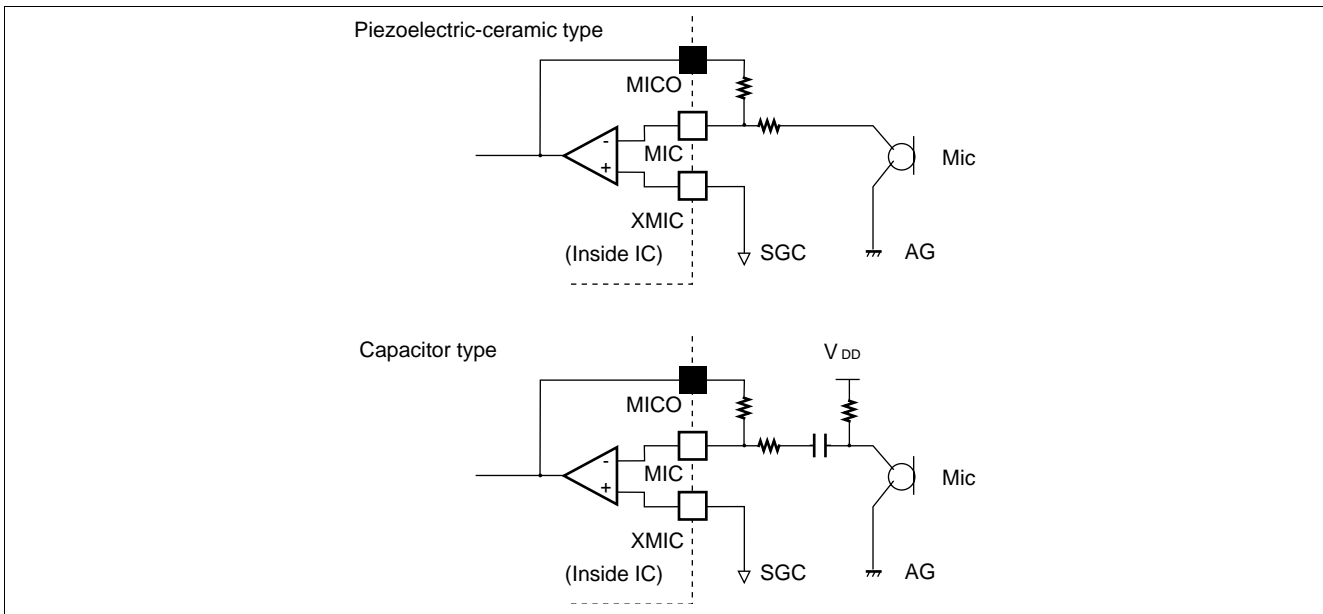 Piezoelectric-ceramic type
MICO
-
MIC
Mic
+
XMIC
(Inside IC)
SGC
AG
Capacitor type
VDD
MICO
-
MIC
Mic
+
XMIC
(Inside IC)
SGC
AG